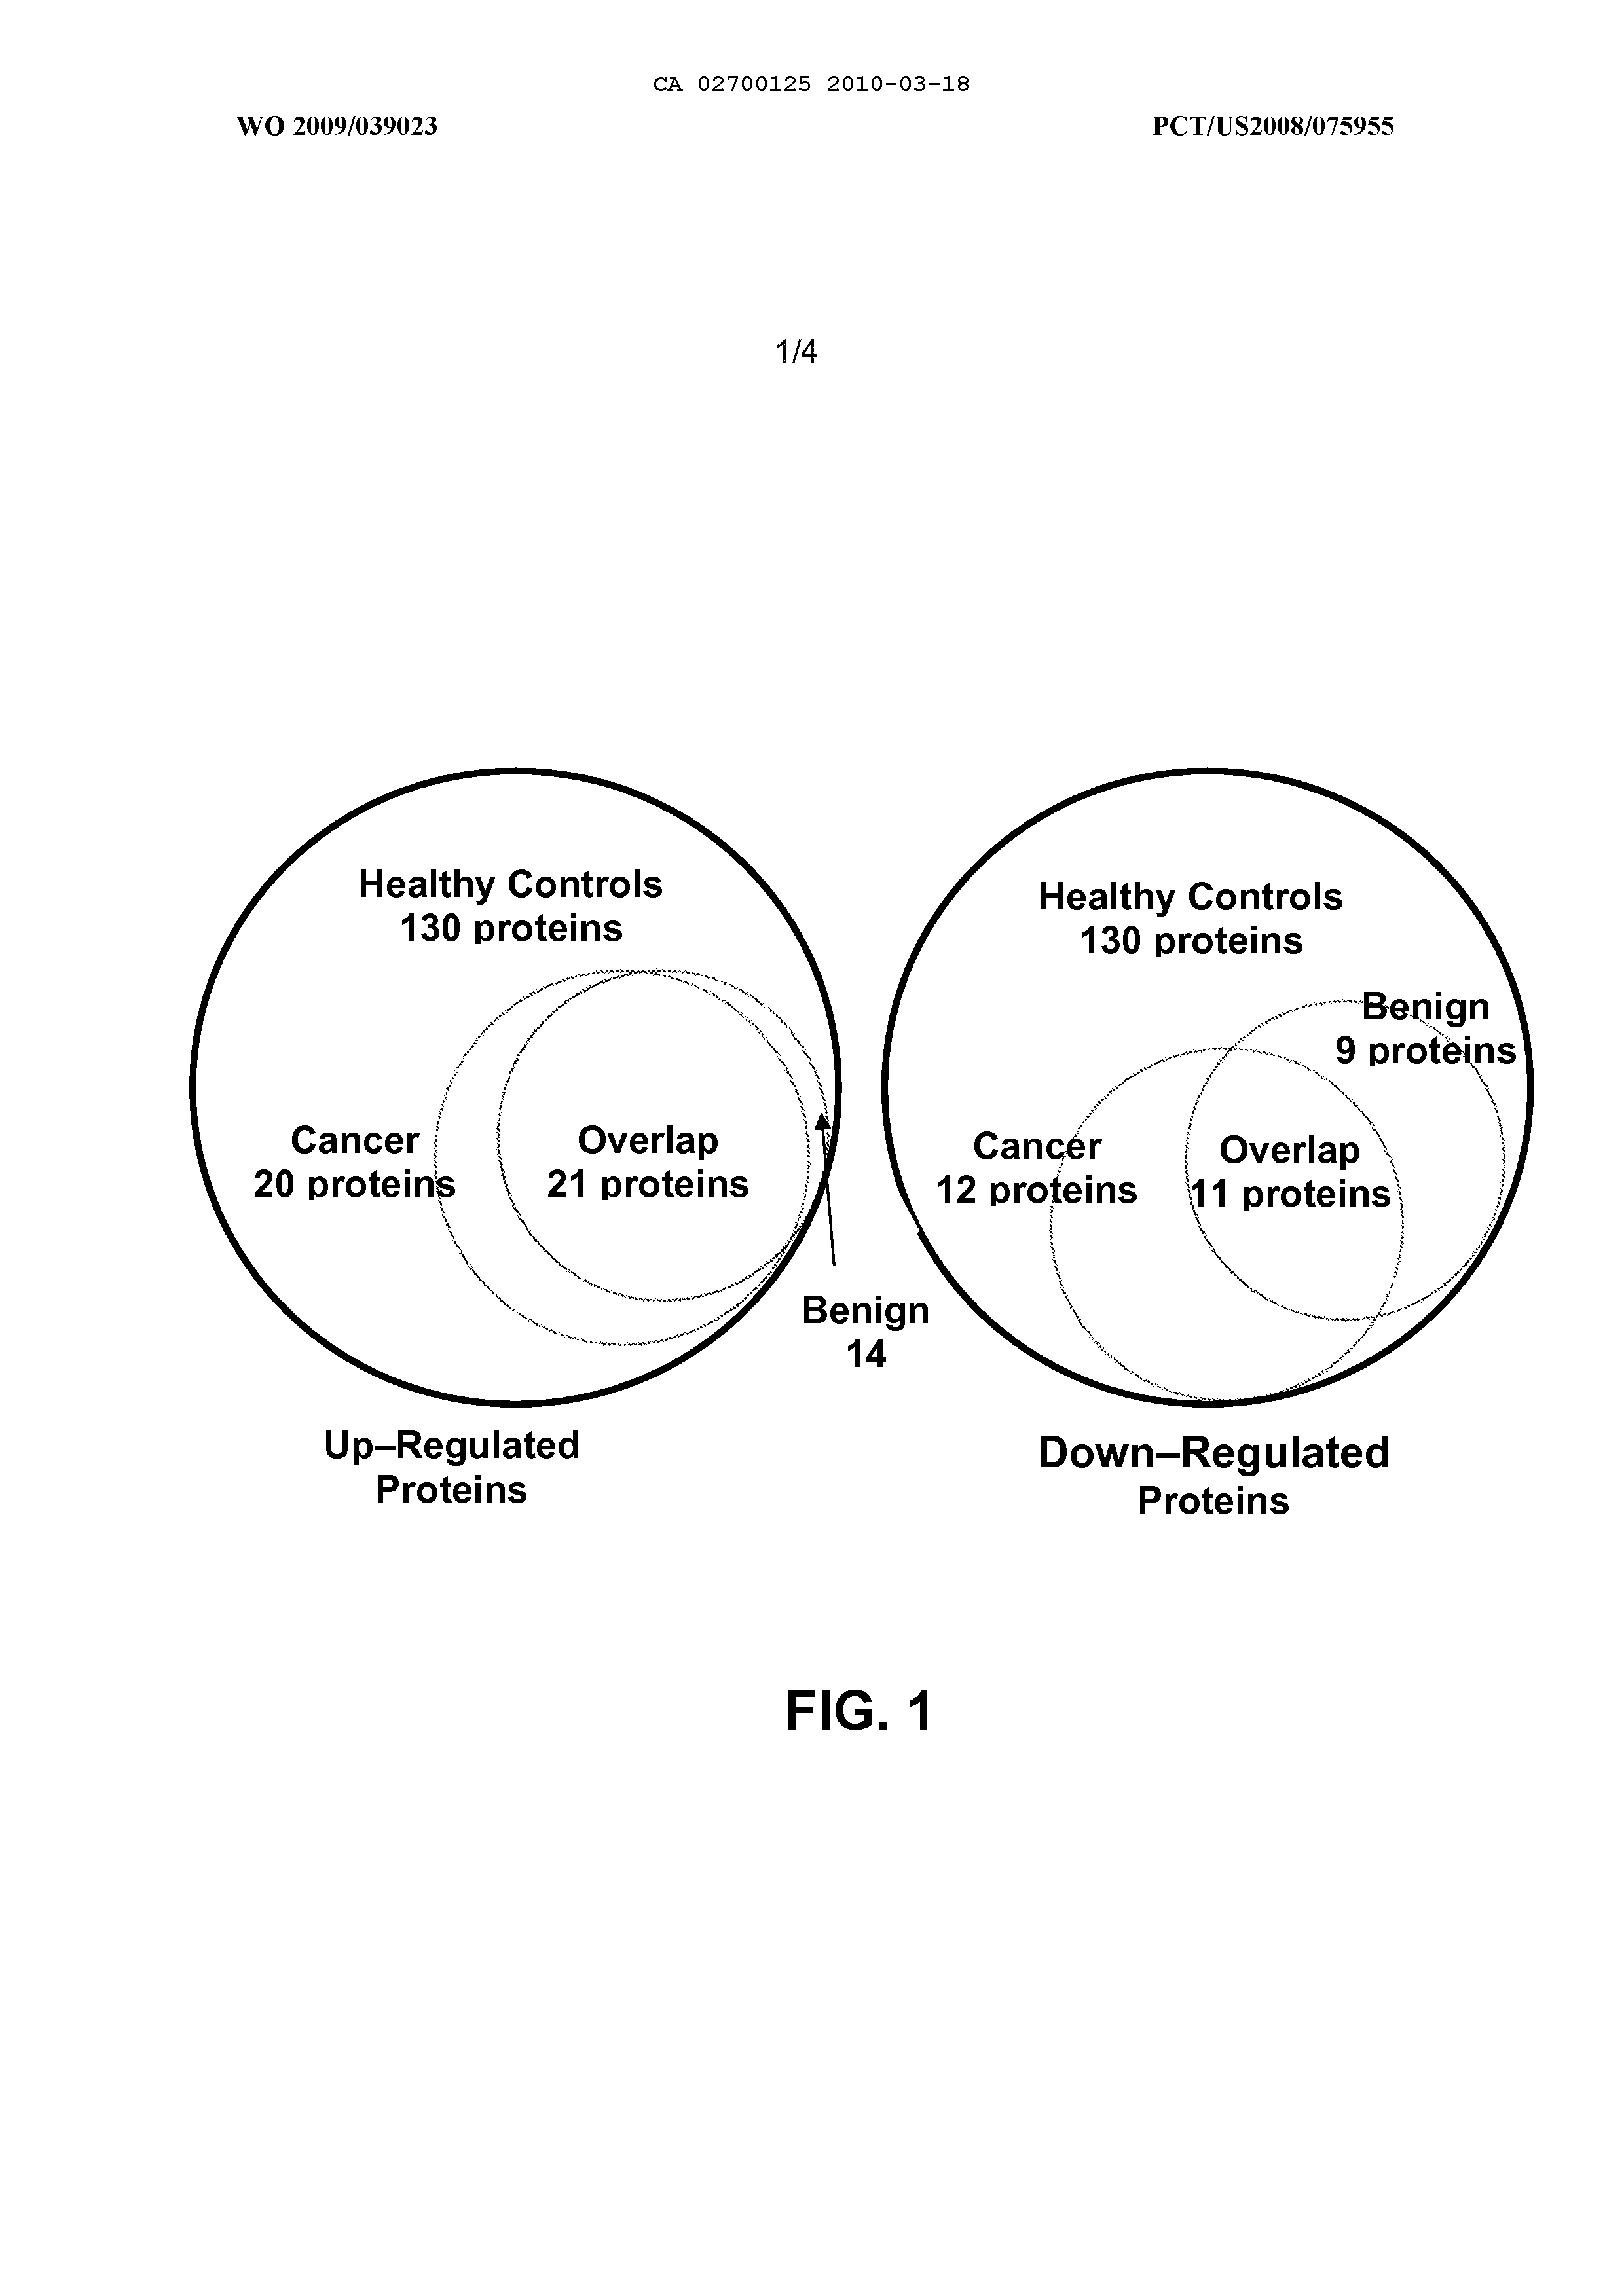 CA 02700125 2010-03-18
WO 2009/039023
PCT/US2008/075955
1/4
Healthy Controls
130 proteins
Cancer
20 proteins
Overlap
21 proteins
Benign
14
Up–Regulated
Proteins
Healthy Controls
130 proteins
Benign
9 proteins
Cancer
12 proteins
Overlap
11 proteins
Down–Regulated
Proteins
FIG. 1